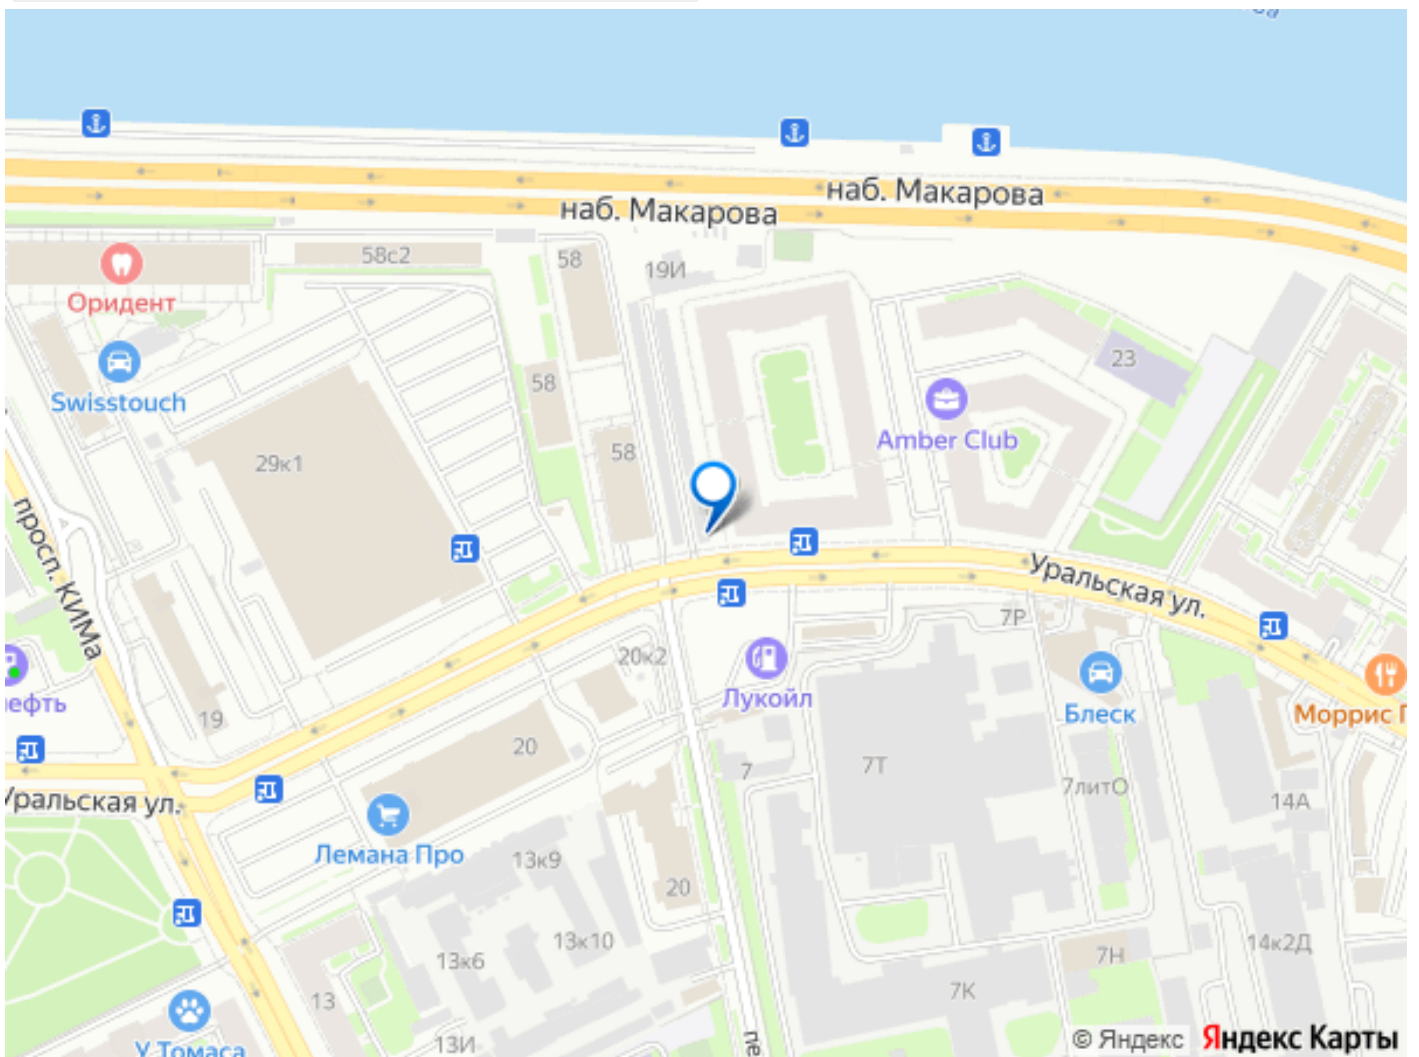 наб. Макарова
наб. Макарова
58с2
58
19И
Оридент
58
23
Swisstouch
Amber Club
29к1
58
просп. КИМа
Уральская ул.
7Р
20к2
Лукойл
Блеск
Моррис
19
20
7
7Т
7литО
14А
Уральская ул.
Лемана Про
13к9
20
13к10
13к6
14к2Д
7Н
13
7К
13И
У Томаса
© Яндекс Яндекс Карты